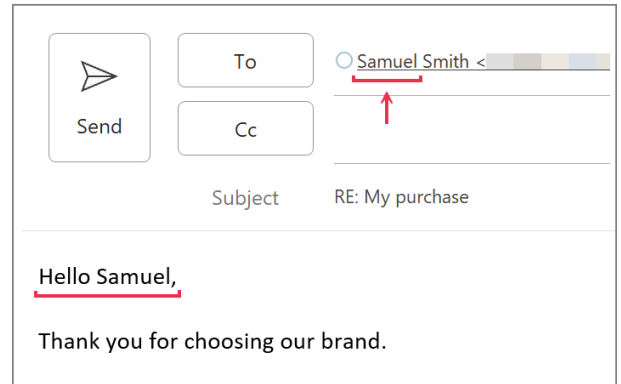 To
Samuel Smith <
Send
Cc
Subject
RE: My purchase
Hello Samuel,
Thank you for choosing our brand.